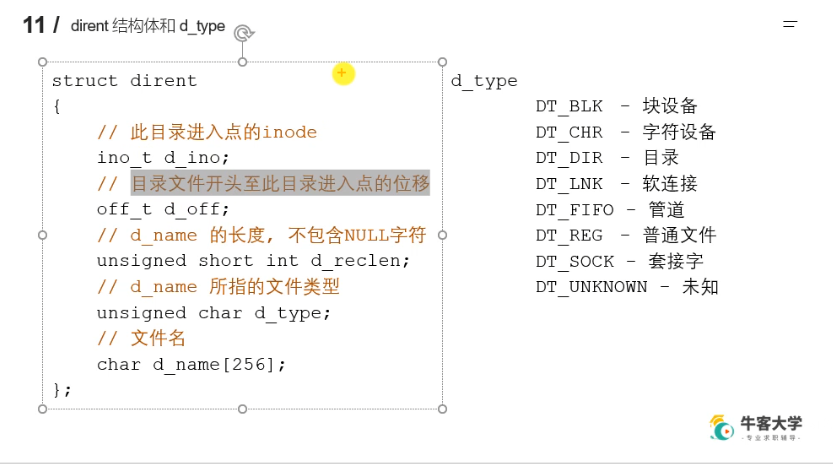 11 / dirent 结构体和 d_type
struct dirent
{
// 此目录进入点的inode
ino_t d_ino;
// 目录文件开头至此目录进入点的位移
off_t d_off;
// d_name 的长度, 不包含NULL字符
unsigned short int d_reclen;
// d_name 所指的文件类型
unsigned char d_type;
// 文件名
char d_name[256];
};
d_type
DT_BLK - 块设备
DT_CHR - 字符设备
DT_DIR - 目录
DT_LNK - 软连接
DT_FIFO - 管道
DT_REG - 普通文件
DT_SOCK - 套接字
DT_UNKNOWN - 未知
牛客大学
- 专业求职辅导 -